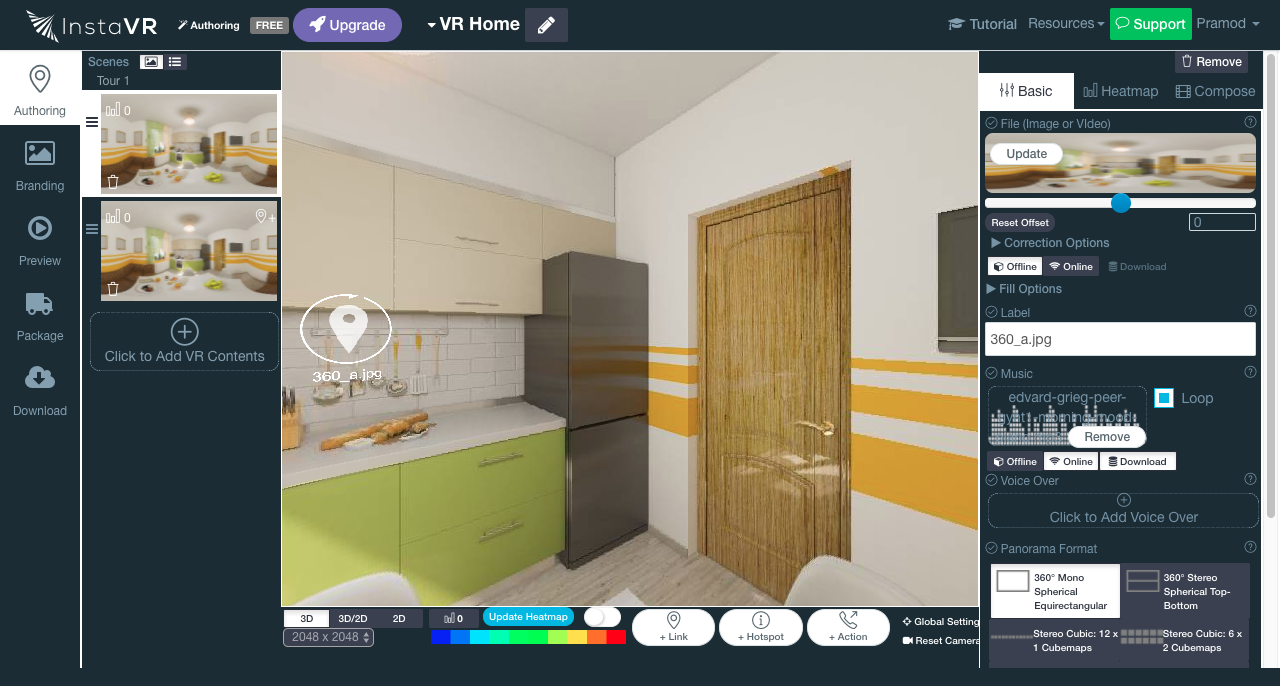 InstaVR
Authoring
FREE
Upgrade
VR Home
Tutorial
Resources
Support
Pramod
Authoring
Branding
Preview
Package
Download
Scenes
Tour 1
0
0
Click to Add VR Contents
360_a.jpg
3D
3D/2D
2D
2048 x 2048
0
Update Heatmap
+ Link
+ Hotspot
+ Action
Global Setting
Reset Camera
Remove
Basic
Heatmap
Compose
File (Image or VIdeo)
Update
Reset Offset
0
Correction Options
Offline
Online
Download
Fill Options
Label
360_a.jpg
Music
edvard-grieg-peer-
Loop
Remove
Offline
Online
Download
Voice Over
Click to Add Voice Over
Panorama Format
360° Mono
Spherical
Equirectangular
360° Stereo
Spherical Top-
Bottom
Stereo Cubic: 12 x
1 Cubemaps
Stereo Cubic: 6 x
2 Cubemaps